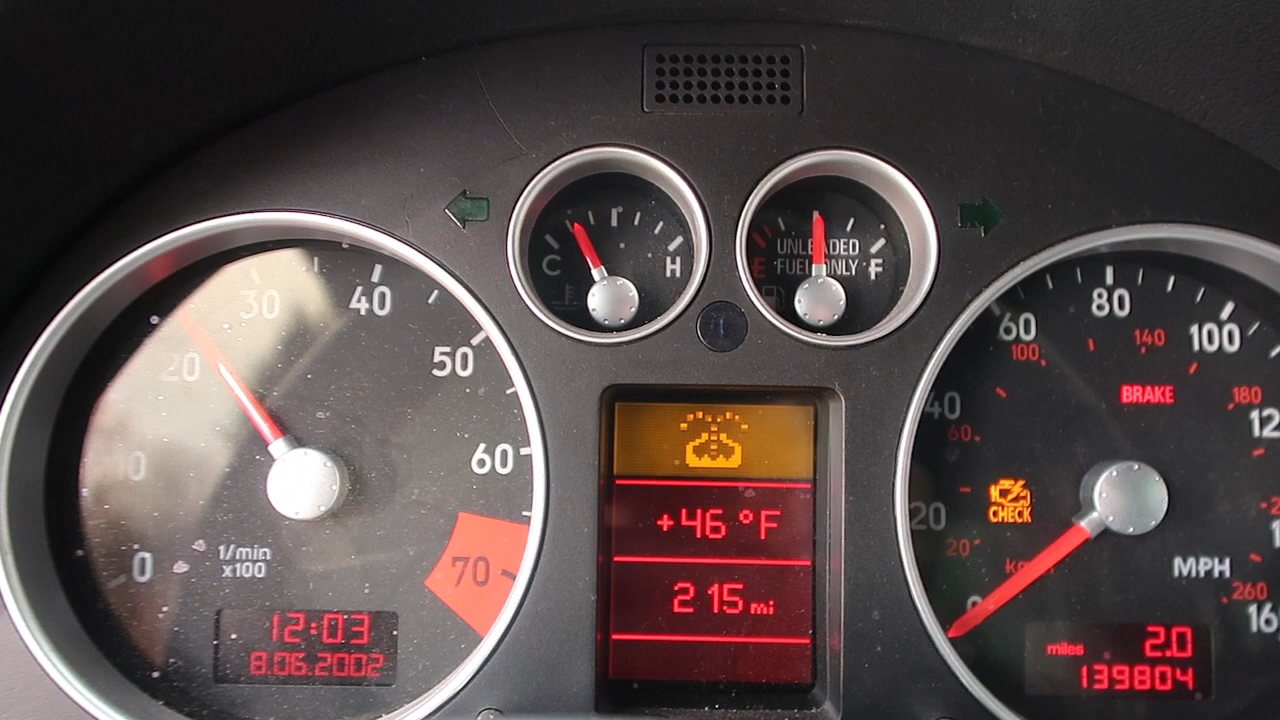 C
H
UNLEADED
FUEL ONLY
E
F
0
10
20
30
40
50
60
70
1/min
x100
12:03
8.06.2002
+46 °F
215 mi
20
40
60
80
100
20
60
100
140
180
260
BRAKE
CHECK
MPH
miles 2.0
139804